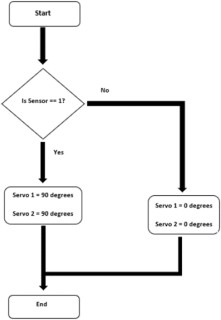 Start
Is Sensor == 1?
No
Yes
Servo 1 = 90 degrees
Servo 2 = 90 degrees
Servo 1 = 0 degrees
Servo 2 = 0 degrees
End